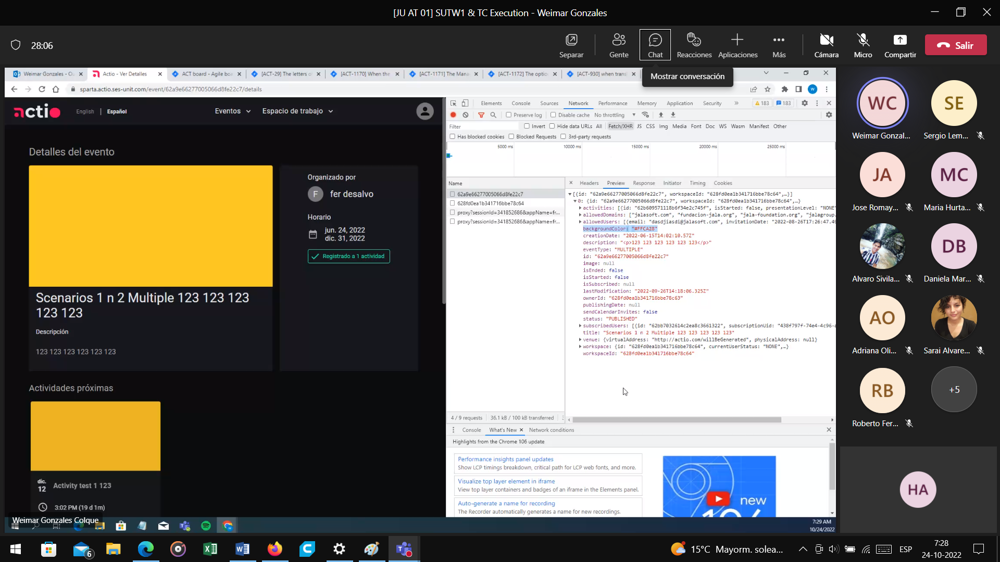 [JU AT 01] SUTW1 & TC Execution - Weimar Gonzales
28:06
Separar
Gente
Chat
Reacciones
Aplicaciones
Más
Cámara
Micro
Compartir
Salir
Mostrar conversación
Weimar Gonzales - Ou
Actio - Ver Detalles
ACT board - Agile boa
[ACT-29] The letters o
[ACT-1170] When the
[ACT-1171] The Mana
[ACT-1172] The optio
[ACT-930] when trans
sparta.actio.ses-unit.com/event/62a9e66277005066d8fe22c7/details
W
actio
English | Español
Eventos
Espacio de trabajo
Detalles del evento
Organizado por
F
fer desalvo
Horario
jun. 24, 2022
dic. 31, 2022
Registrado a 1 actividad
Scenarios 1 n 2 Multiple 123 123 123
123 123
Descripción
123 123 123 123 123 123
Actividades próximas
dic.
12
Activity test 1 123
3:02 PM (19 d 1m)
Weimar Gonzales Colque
Elements
Console
Sources
Network
Performance
Memory
Application
Security
»
183
183
Preserve log
Disable cache
No throttling
Filter
Invert
Hide data URLs
All
Fetch/XHR
JS
CSS
Img
Media
Font
Doc
WS
Wasm
Manifest
Other
Has blocked cookies
Blocked Requests
3rd-party requests
5000 ms
10000 ms
15000 ms
20000 ms
25000 ms
Name
62a9e66277005066d8fe22c7
628fd0ea1b341716bbe78c64
proxy?sessionId=341852686&appName=fr...
proxy?sessionId=341852686&appName=fr...
4 / 9 requests
36.1 kB / 100 kB transferred
Headers
Preview
Response
Initiator
Timing
Cookies
[{id: "62a9e66277005066d8fe22c7", workspaceId: "628fd0ea1b341716bbe78c64",…}]
0: {id: "62a9e66277005066d8fe22c7", workspaceId: "628fd0ea1b341716bbe78c64",…}
activities: [{id: "62b609571118b6f34e2c745f", isStarted: false, presentationLevel: "NONE"
allowedDomains: ["jalasoft.com", "fundacion-jala.org", "jala-foundation.org", "jalagroup.
allowedUsers: [{email: "dasdjiasdi@jalasoft.com", invitationDate: "2022-08-26T17:26:47.49
backgroundColor: "#FFCA28"
creationDate: "2022-06-15T14:02:10.57Z"
description: "<p>123 123 123 123 123 123</p>"
eventType: "MULTIPLE"
id: "62a9e66277005066d8fe22c7"
image: null
isEnded: false
isStarted: false
isSubscribed: null
lastModification: "2022-09-26T14:18:06.325Z"
ownerId: "628fd0ea1b341716bbe78c63"
publishingDate: null
sendCalendarInvites: false
status: "PUBLISHED"
subscribedUsers: [{id: "62bb7032614c2ea8c3661322", subscriptionUid: "438f797f-74e4-4c96-a
title: "Scenarios 1 n 2 Multiple 123 123 123 123 123"
venue: {virtualAddress: "http://actio.com/willBeGenerated", physicalAddress: null}
workspace: {id: "628fd0ea1b341716bbe78c64", currentUserStatus: "NONE",…}
workspaceId: "628fd0ea1b341716bbe78c64"
Console
What's New
Network conditions
Highlights from the Chrome 106 update
Performance insights panel updates
Show LCP timings breakdown, critical path for LCP web fonts, and more.
Visualize top layer element in iframe
View top layer containers and badges of an iframe in the Elements panel.
Auto-generate a name for recording
The Recorder automatically generates a name for new recordings.
new
106
7:29 AM
10/24/2022
WC
Weimar Gonzal...
SE
Sergio Lem...
JA
Jose Romay...
MC
Maria Hurta...
Alvaro Sivila...
DB
Daniela Mar...
AO
Adriana Oli...
Sarai Alvare...
RB
Roberto Fer...
+5
HA
6
15°C Mayorm. solea...
ESP
7:28
24-10-2022